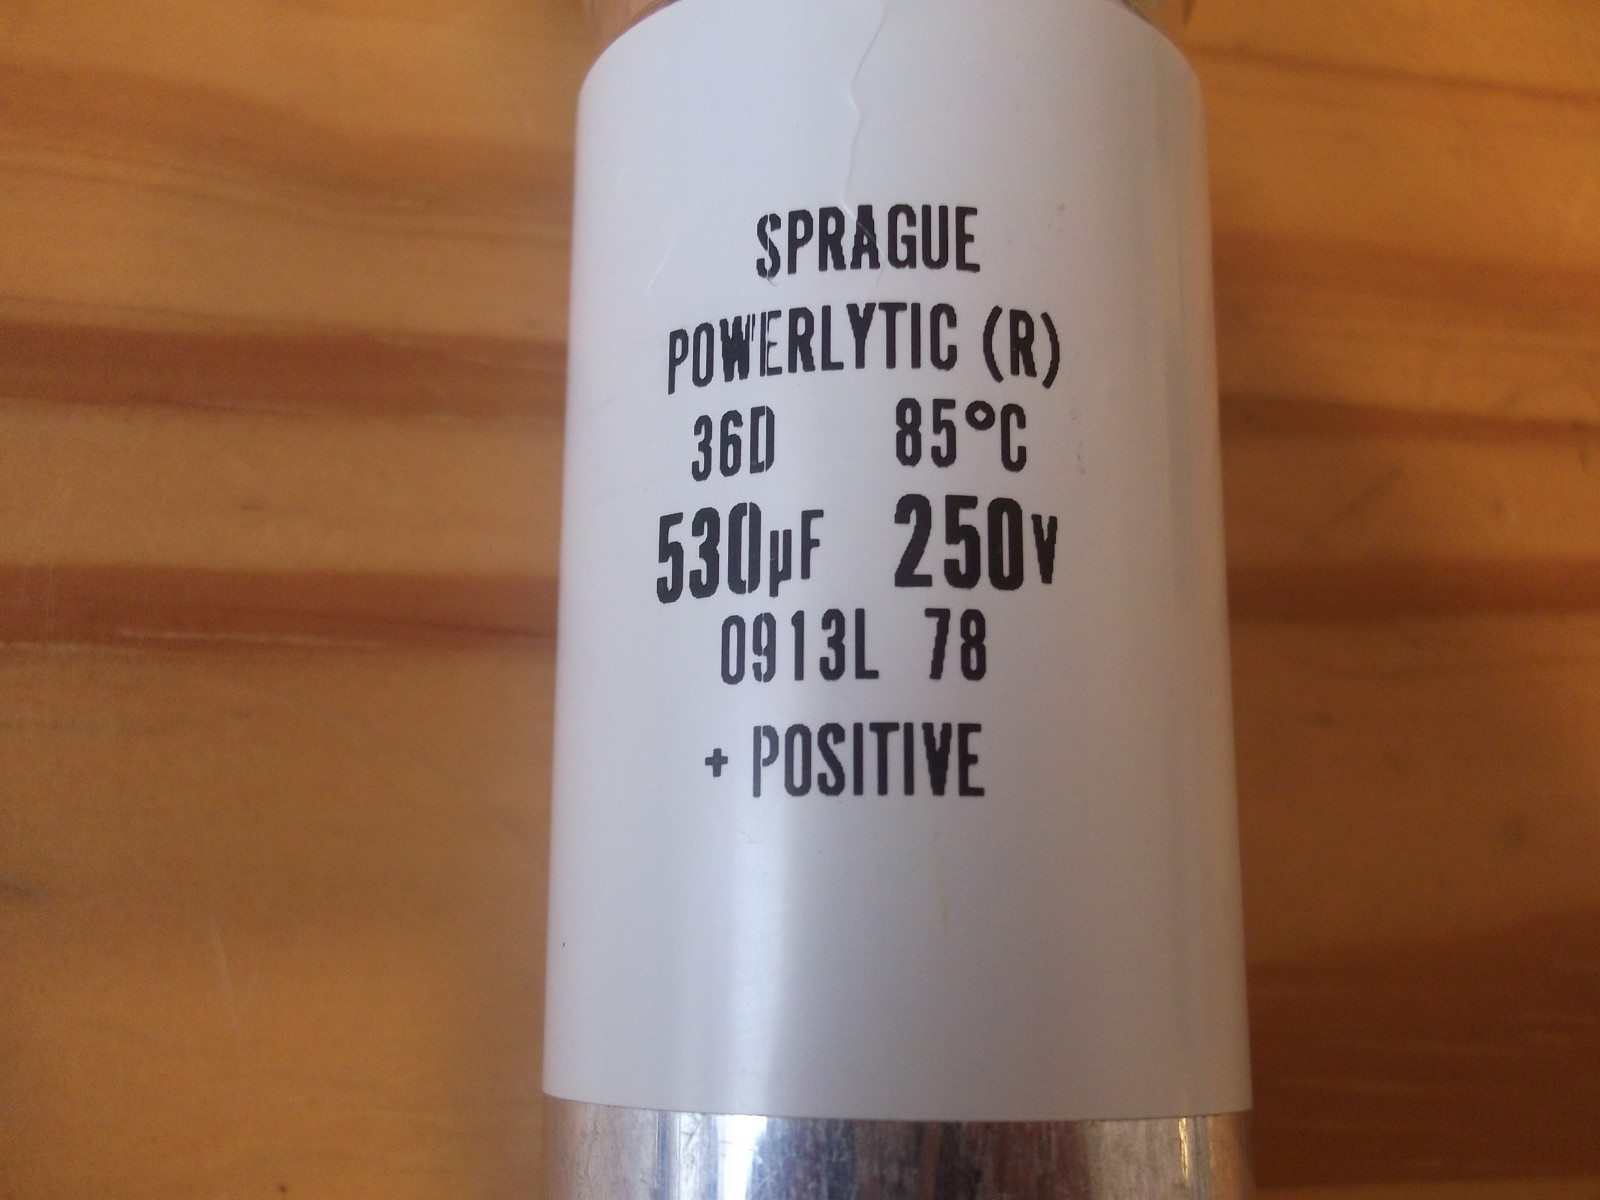 SPRAGUE
POWERLYTIC (R)
36D 85°C
530µF 250V
0913L 78
+ POSITIVE